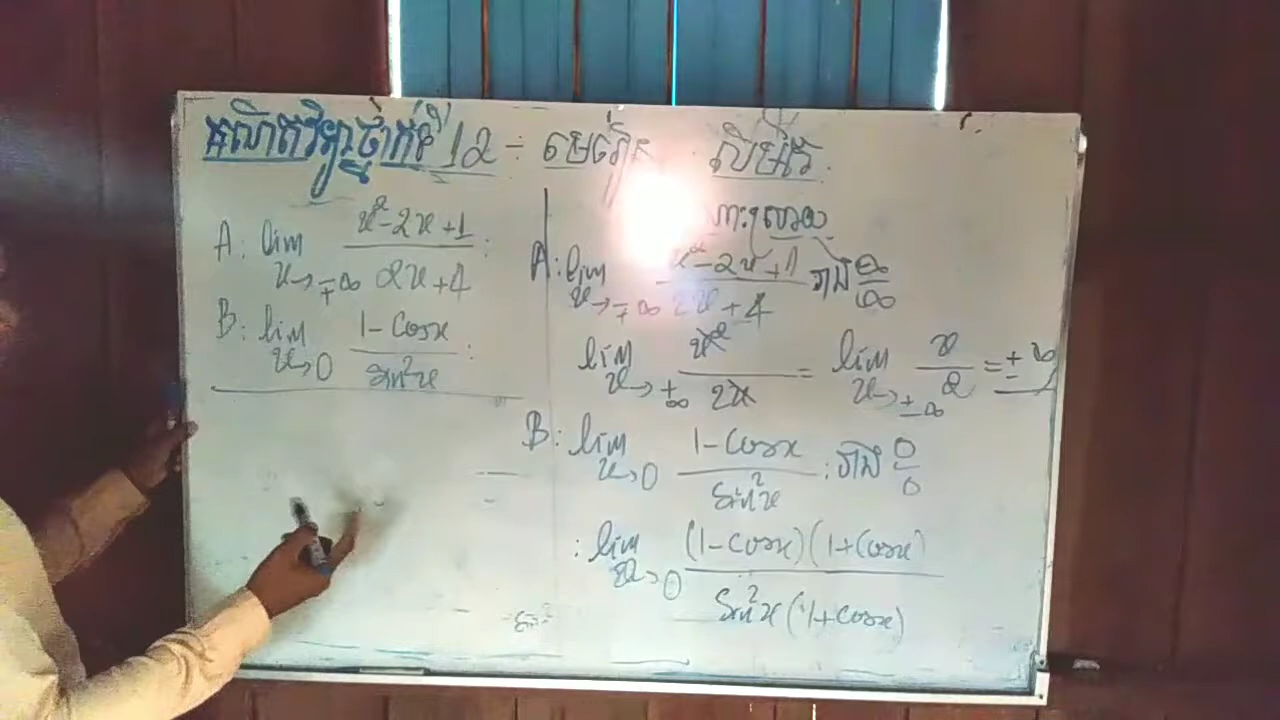 គណិតវិទ្យាថ្នាក់ទី 12 ÷ មេរៀន លីមីត
A: lim x→∓∞ (x²-2x+1)/(2x+4) :
B: lim x→0 (1-Cosx)/(sin²x) :
A: lim x→∓∞ (x²-2x+1)/(2x+4) រាង ∞/∞
lim x→±∞ x²/2x = lim x→±∞ x/2 = ±∞
B: lim x→0 (1-Cosx)/(sin²x) : រាង 0/0
: lim x→0 (1-Cosx)(1+Cosx)/(sin²x(1+Cosx))